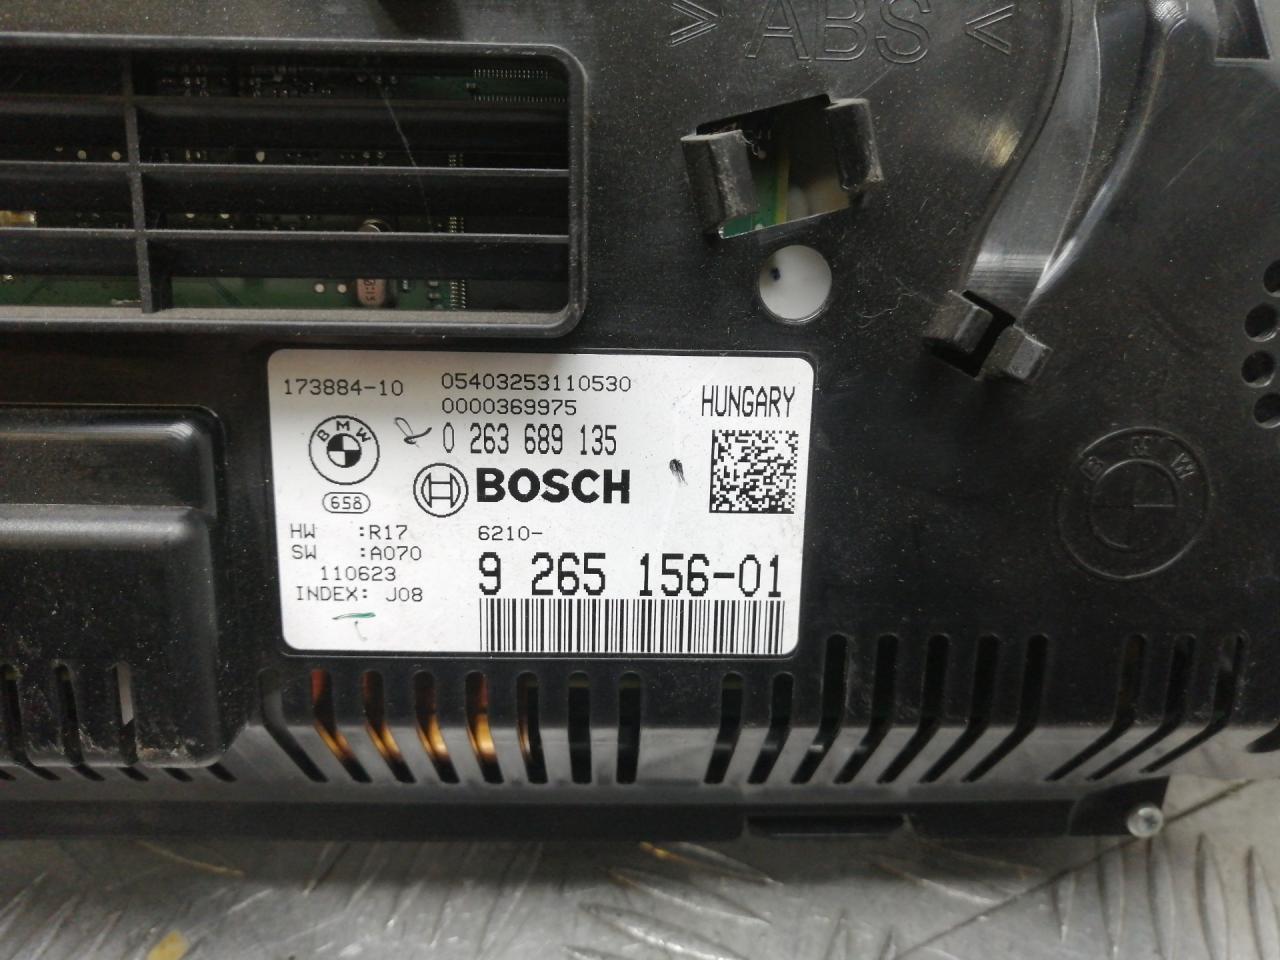 >ABS<
173884-10
05403253110530
0000369975
HUNGARY
BMW
0 263 689 135
658
BOSCH
HW :R17
6210-
SW :A070
110623
9 265 156-01
INDEX: J08